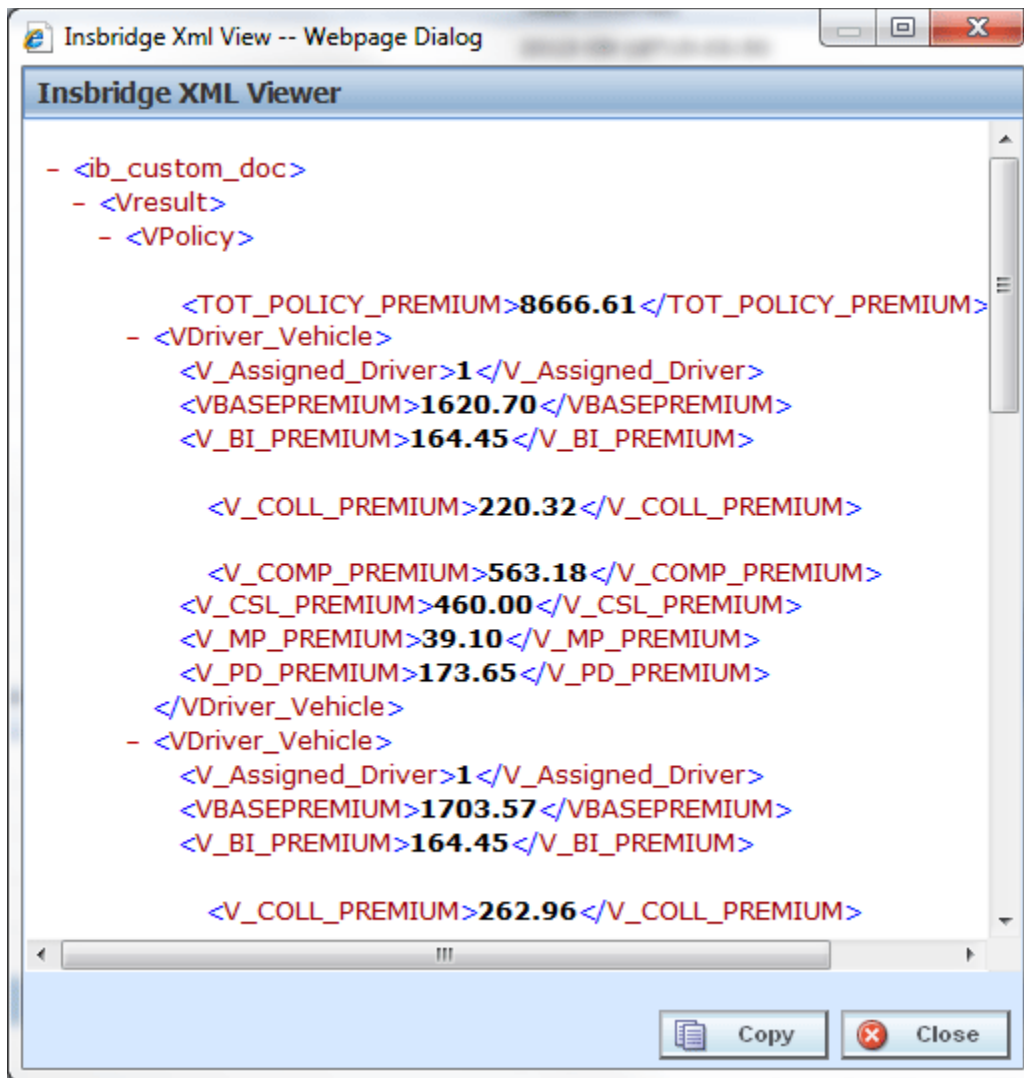 Insbridge Xml View -- Webpage Dialog
Insbridge XML Viewer
- <ib_custom_doc>
- <Vresult>
- <VPolicy>
<TOT_POLICY_PREMIUM>8666.61</TOT_POLICY_PREMIUM>
- <VDriver_Vehicle>
<V_Assigned_Driver>1</V_Assigned_Driver>
<VBASEPREMIUM>1620.70</VBASEPREMIUM>
<V_BI_PREMIUM>164.45</V_BI_PREMIUM>
<V_COLL_PREMIUM>220.32</V_COLL_PREMIUM>
<V_COMP_PREMIUM>563.18</V_COMP_PREMIUM>
<V_CSL_PREMIUM>460.00</V_CSL_PREMIUM>
<V_MP_PREMIUM>39.10</V_MP_PREMIUM>
<V_PD_PREMIUM>173.65</V_PD_PREMIUM>
</VDriver_Vehicle>
- <VDriver_Vehicle>
<V_Assigned_Driver>1</V_Assigned_Driver>
<VBASEPREMIUM>1703.57</VBASEPREMIUM>
<V_BI_PREMIUM>164.45</V_BI_PREMIUM>
<V_COLL_PREMIUM>262.96</V_COLL_PREMIUM>
Copy
Close